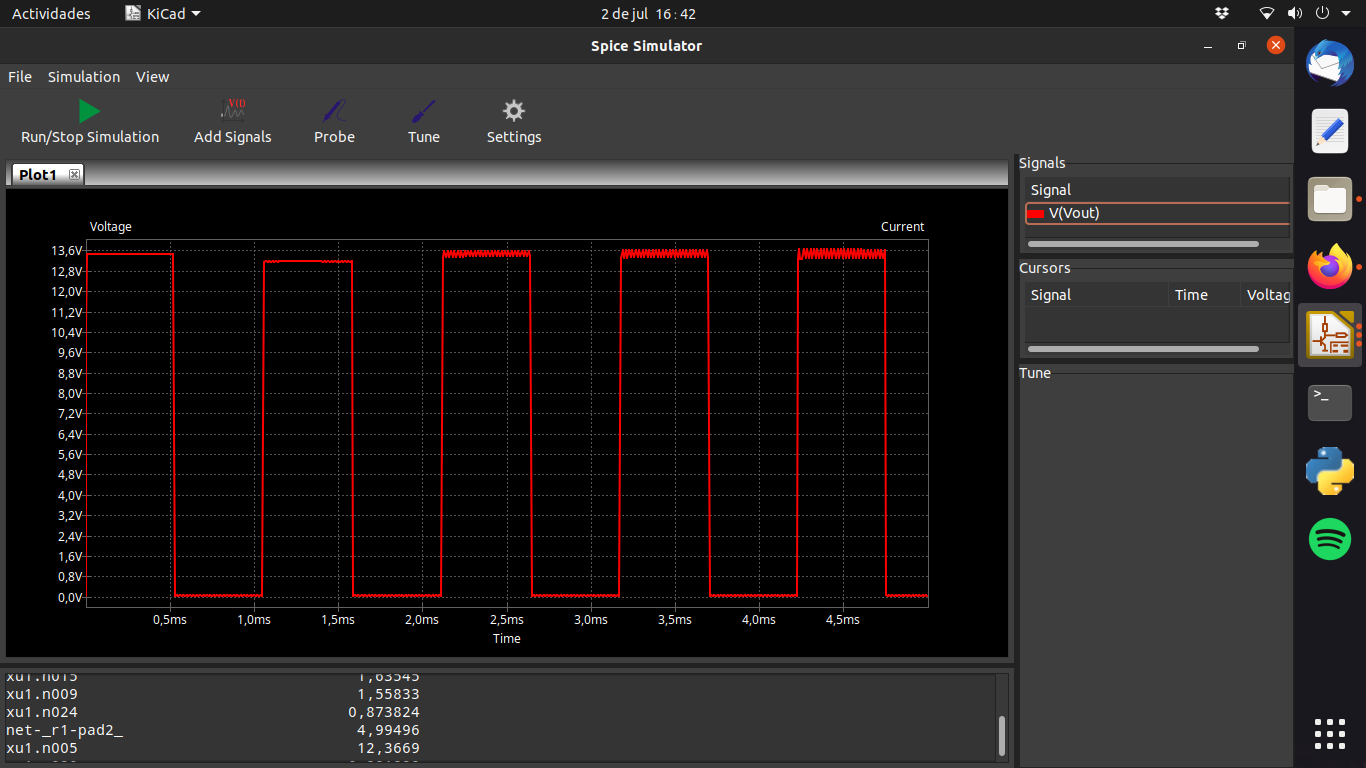 Actividades KiCad 2 de jul 16:42
Spice Simulator
File Simulation View
Run/Stop Simulation Add Signals Probe Tune Settings
Plot1
Voltage Current
13,6V
12,8V
12,0V
11,2V
10,4V
9,6V
8,8V
8,0V
7,2V
6,4V
5,6V
4,8V
4,0V
3,2V
2,4V
1,6V
0,8V
0,0V
0,5ms 1,0ms 1,5ms 2,0ms 2,5ms 3,0ms 3,5ms 4,0ms 4,5ms
Time
Signals
Signal
V(Vout)
Cursors
Signal Time Voltag
Tune
xu1.n015 1,63545
xu1.n009 1,55833
xu1.n024 0,873824
net-_r1-pad2_ 4,99496
xu1.n005 12,3669